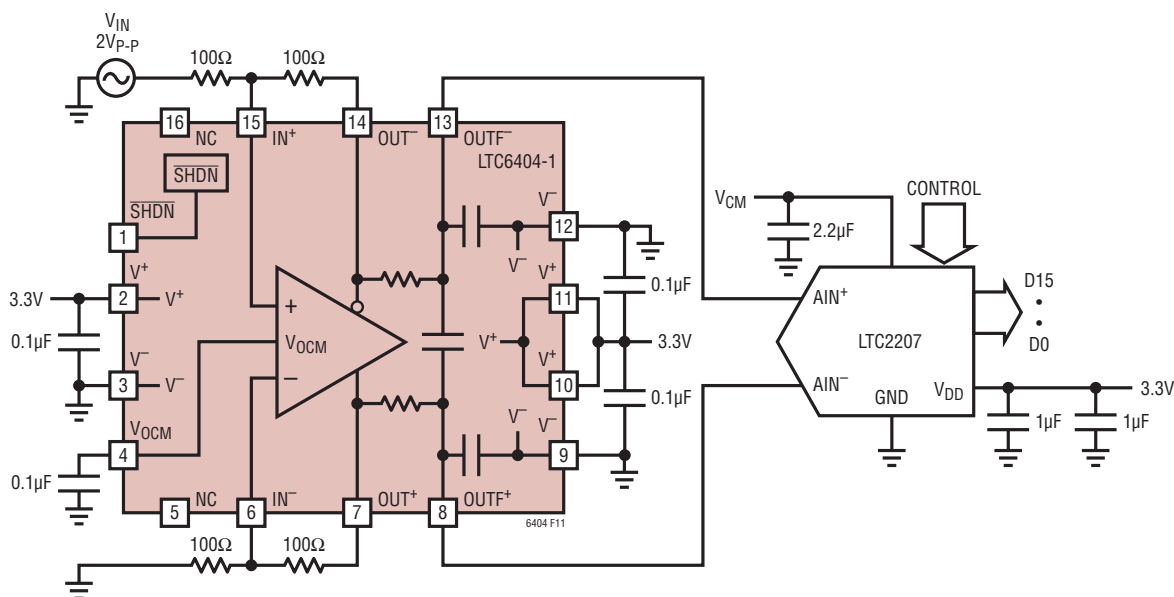 V_IN
2V_P-P
100Ω
100Ω
16
15
14
13
NC
IN⁺
OUT⁻
OUTF⁻
LTC6404-1
SHDN
SHDN
1
V⁻
12
V⁻
V⁺
3.3V
2
V⁺
0.1µF
V⁺
11
0.1µF
+
V_OCM
−
V⁺
3.3V
V⁻
3
V⁻
V⁺
10
0.1µF
V_OCM
4
0.1µF
V⁻
V⁻
9
NC
IN⁻
OUT⁺
OUTF⁺
5
6
7
8
6404 F11
100Ω
100Ω
V_CM
CONTROL
2.2µF
AIN⁺
D15
•
•
D0
LTC2207
AIN⁻
GND
V_DD
3.3V
1µF
1µF